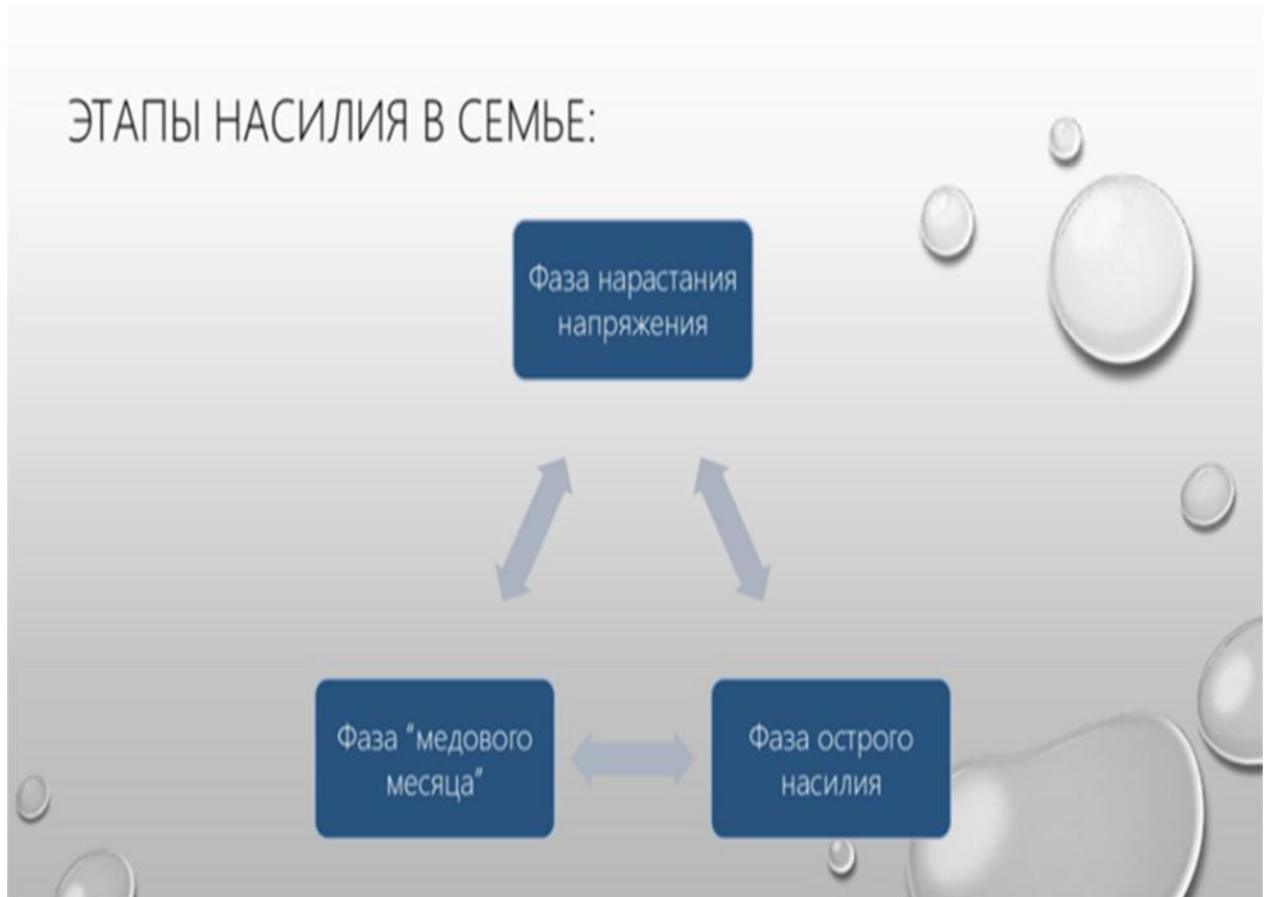 ЭТАПЫ НАСИЛИЯ В СЕМЬЕ:
Фаза нарастания
напряжения
Фаза "медового
месяца"
Фаза острого
насилия